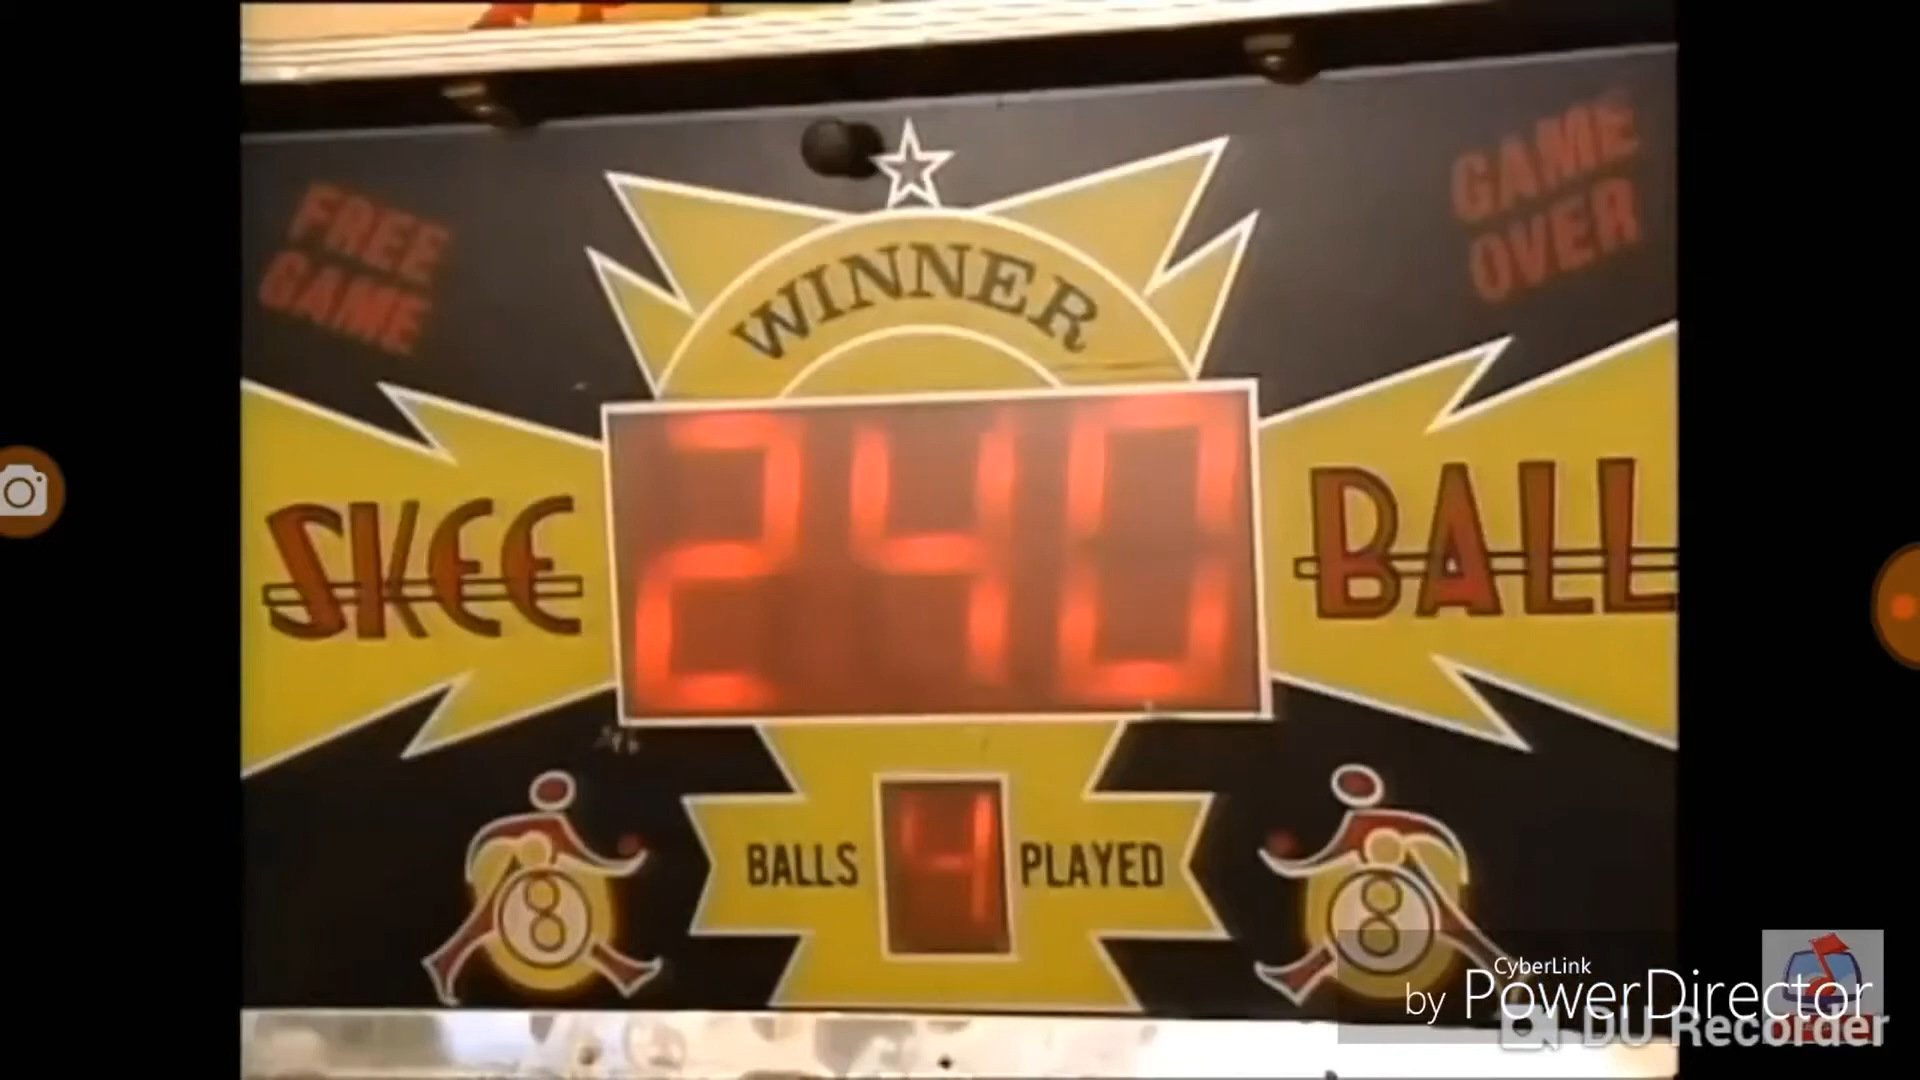 FREE
GAME
GAME
OVER
WINNER
SKEE
240
BALL
BALLS
4
PLAYED
8
8
CyberLink
by PowerDirector
DU Recorder